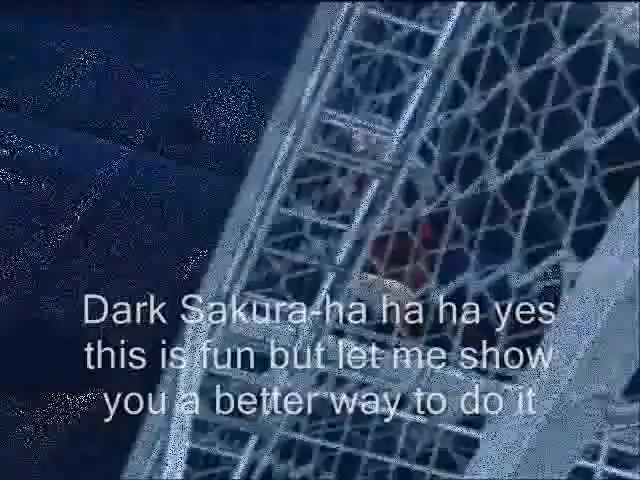 Dark Sakura-ha ha ha yes
this is fun but let me show
you a better way to do it